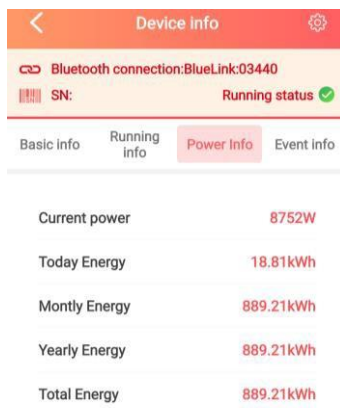 Device info
Bluetooth connection:BlueLink:03440
SN: Running status
Basic info Running info Power Info Event info
Current power 8752W
Today Energy 18.81kWh
Montly Energy 889.21kWh
Yearly Energy 889.21kWh
Total Energy 889.21kWh